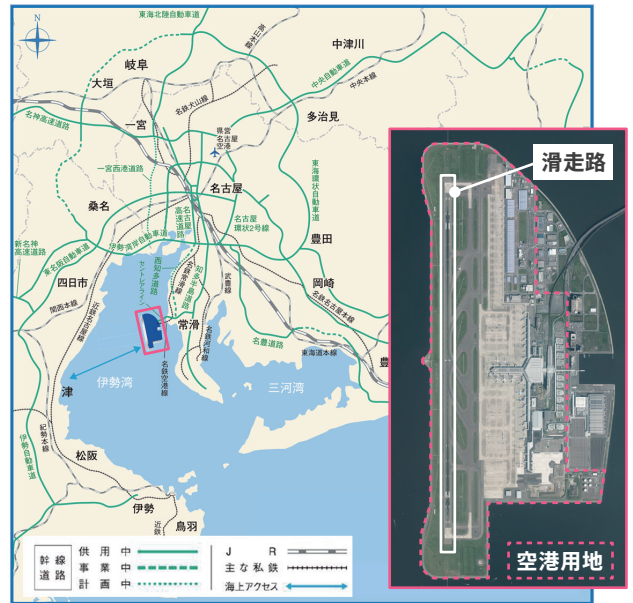 N
東海北陸自動車道
高山本線
中津川
岐阜
大垣
中央自動車道
中央本線
名鉄犬山線
多治見
名神高速道路
一宮
県営
名古屋
空港
一宮西港道路
東海環状自動車道
桑名
名古屋
名古屋
高速道路
名古屋
環状2号線
新名神
高速道路
東名阪自動車道
伊勢湾岸自動車道
豊田
四日市
西知多道路
セントレアライン
名鉄常滑線
知多半島道路
武豊線
岡崎
名鉄名古屋本線
関西本線
近鉄名古屋線
常滑
名鉄河和線
名豊道路
東海道本線
豊
名鉄空港線
伊勢湾
三河湾
津
紀勢本線
伊勢自動車道
松阪
伊勢
鳥羽
近鉄
滑走路
空港用地
幹線
道路
供用中
事業中
計画中
JR
主な私鉄
海上アクセス